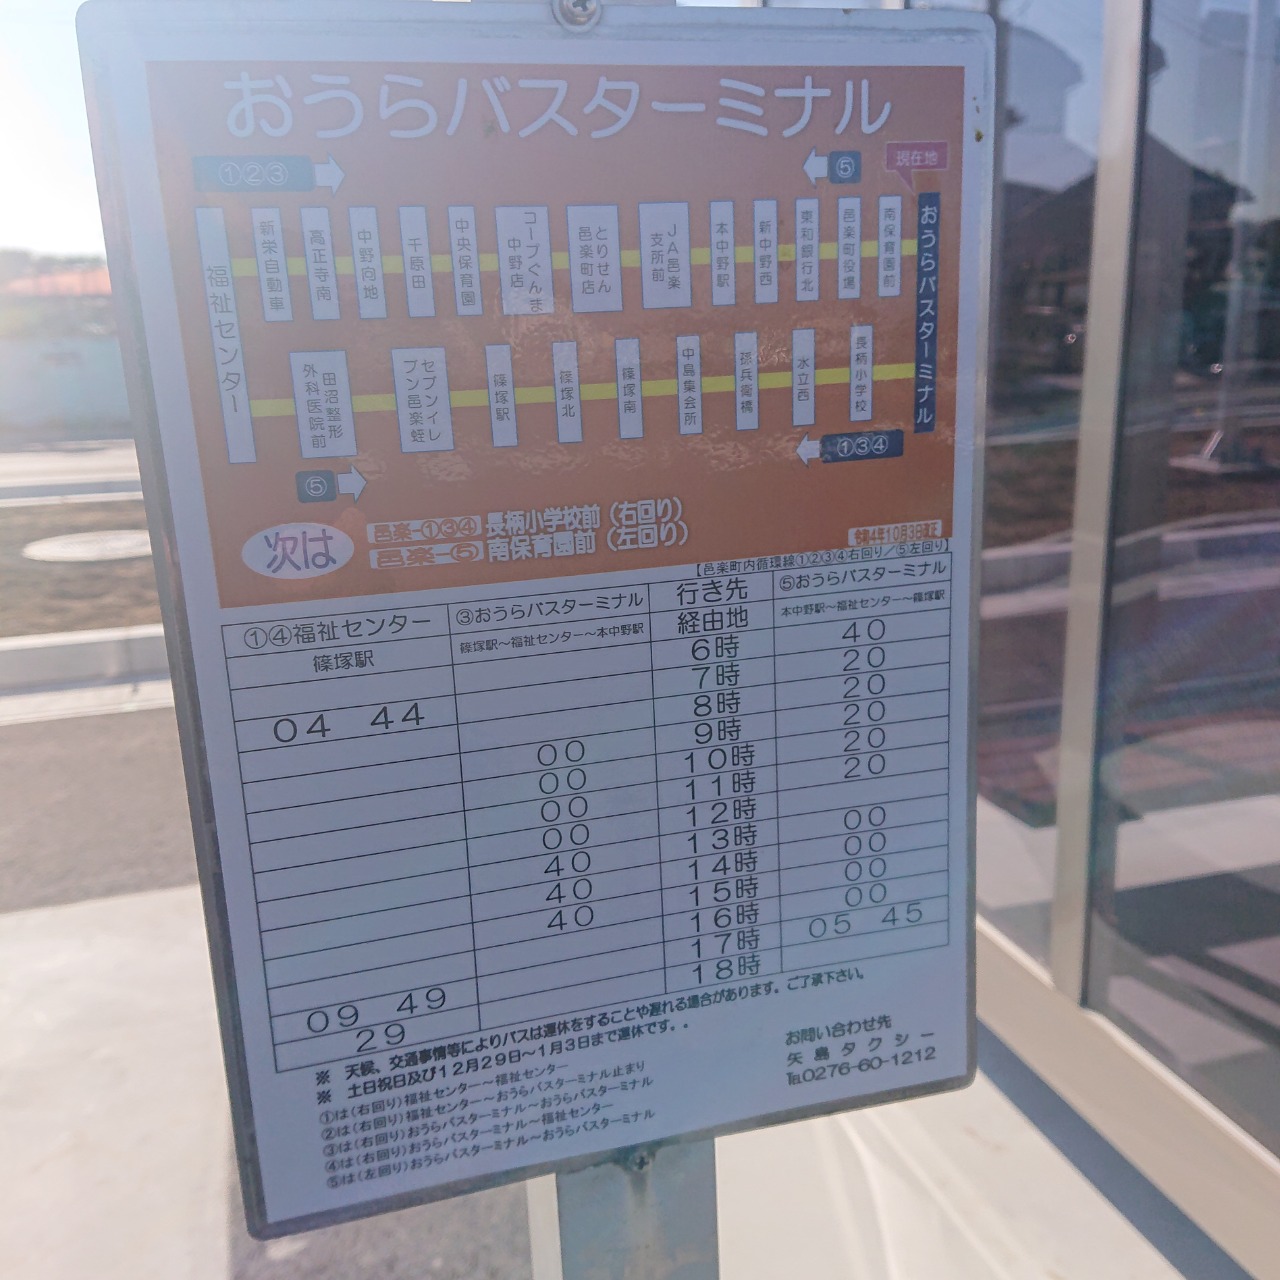 おうらバスターミナル
①②③
⑤
現在地
福祉センター
新栄自動車
高正寺南
中野向地
千原田
中央保育園
コープぐんま中野店
とりせん邑楽町店
JA邑楽支所前
本中野駅
新中野西
東和銀行北
邑楽町役場
南保育園前
おうらバスターミナル
田沼整形外科医院前
セブンイレブン邑楽蛭
篠塚駅
篠塚北
篠塚南
中島集会所
孫兵衛橋
水立西
長柄小学校
⑤
①③④
次は
邑楽-①③④ 長柄小学校前（右回り）
邑楽-⑤ 南保育園前（左回り）
令和4年10月3日改正
【邑楽町内循環線①②③④右回り／⑤左回り】
①④福祉センター ③おうらバスターミナル 行き先 ⑤おうらバスターミナル
篠塚駅 篠塚駅～福祉センター～本中野駅 経由地 本中野駅～福祉センター～篠塚駅
6時 40
04 44 7時 20
8時 20
00 9時 20
00 10時 20
00 11時 20
00 12時
40 13時 00
40 14時 00
40 15時 00
16時 00
09 49 17時 05 45
29 18時
※ 天候、交通事情等によりバスは運休をすることや遅れる場合があります。ご了承下さい。
※ 土日祝日及び12月29日～1月3日まで運休です。.
①は（右回り）福祉センター～福祉センター
②は（右回り）福祉センター～おうらバスターミナル止まり
③は（右回り）おうらバスターミナル～おうらバスターミナル
④は（右回り）おうらバスターミナル～福祉センター
⑤は（左回り）おうらバスターミナル～おうらバスターミナル
お問い合わせ先
矢島タクシー
℡0276-60-1212